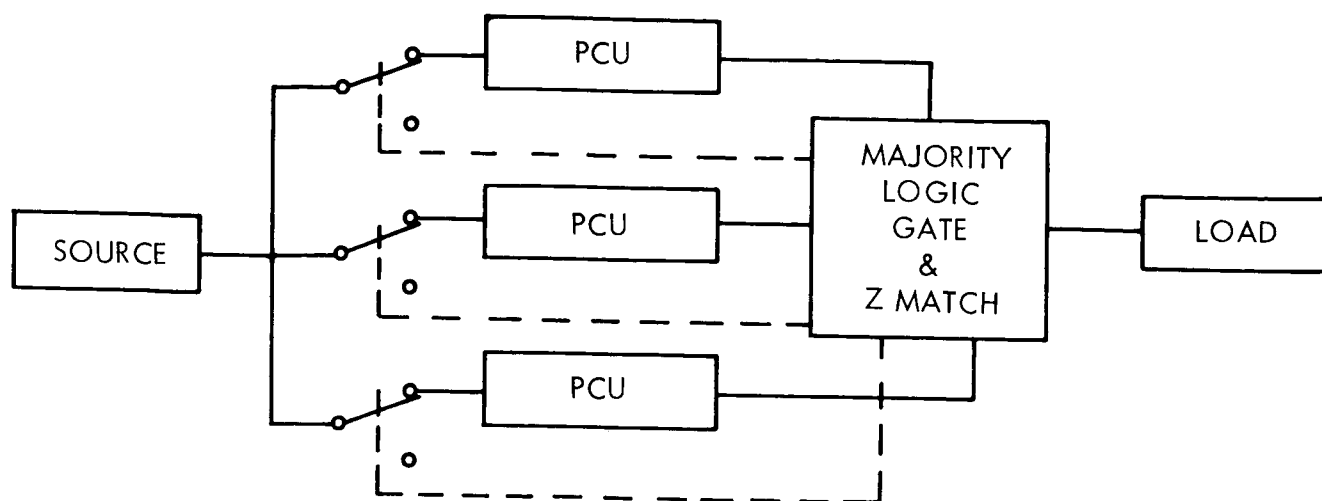 PCU
MAJORITY
LOGIC
GATE
&
Z MATCH
PCU
SOURCE
LOAD
PCU